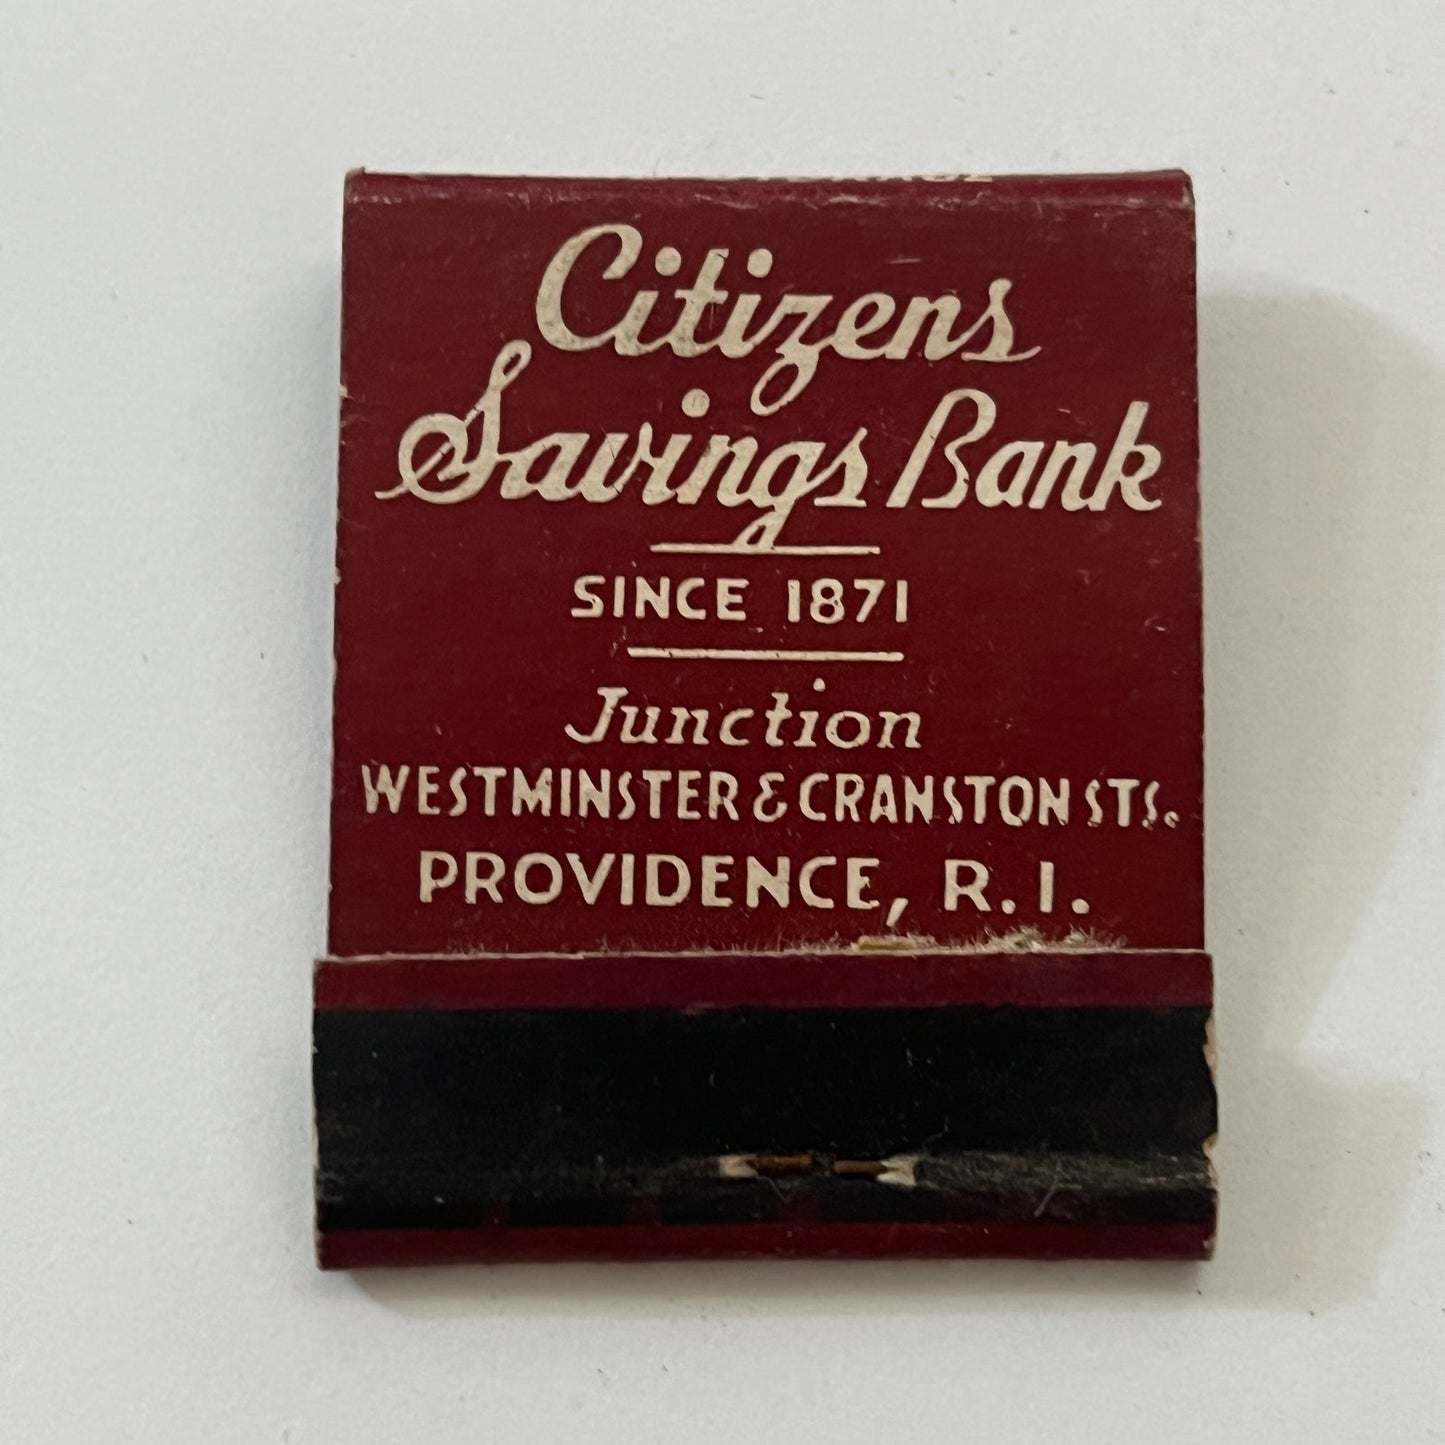 Citizens
Savings Bank
SINCE 1871
Junction
WESTMINSTER & CRANSTON STS.
PROVIDENCE, R. I.